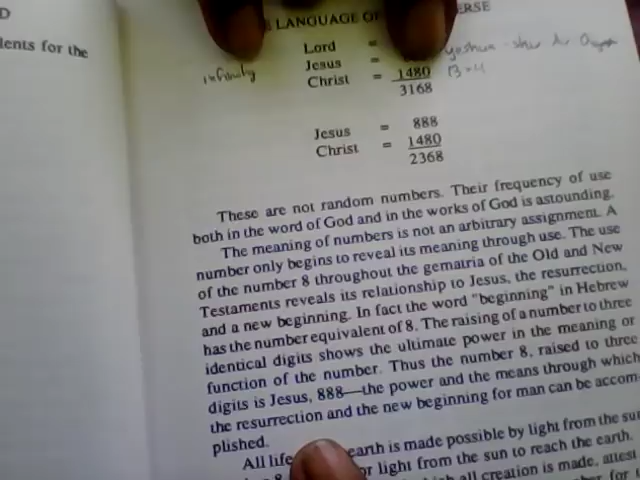 D
LANGUAGE OF
ERSE
lents for the
Lord =
Jesus =
infinity
Christ = 1480
3168
Jesus = 888
Christ = 1480
2368
These are not random numbers. Their frequency of use
both in the word of God and in the works of God is astounding.
The meaning of numbers is not an arbitrary assignment. A
number only begins to reveal its meaning through use. The use
of the number 8 throughout the gematria of the Old and New
Testaments reveals its relationship to Jesus, the resurrection,
and a new beginning. In fact the word "beginning" in Hebrew
has the number equivalent of 8. The raising of a number to three
identical digits shows the ultimate power in the meaning or
function of the number. Thus the number 8, raised to three
digits is Jesus, 888—the power and the means through which
the resurrection and the new beginning for man can be accom-
plished.
All life earth is made possible by light from the sun
or light from the sun to reach the earth.
all creation is made, attest